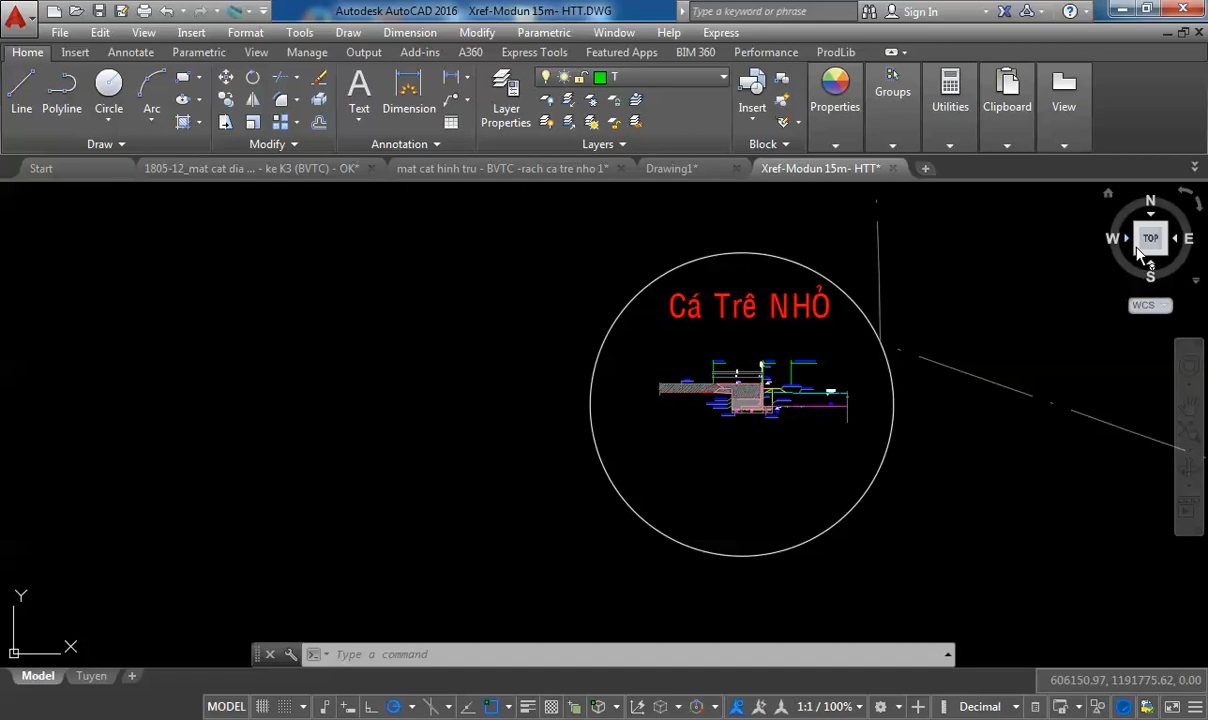 Autodesk AutoCAD 2016 Xref-Modun 15m- HTT.DWG Type a keyword or phrase Sign In
File Edit View Insert Format Tools Draw Dimension Modify Parametric Window Help Express
Home Insert Annotate Parametric View Manage Output Add-ins A360 Express Tools Featured Apps BIM 360 Performance ProdLib
T
Line Polyline Circle Arc Text Dimension Layer Properties Insert Properties Groups Utilities Clipboard View
Draw Modify Annotation Layers Block
Start 1805-12_mat cat dia ... - ke K3 (BVTC) - OK* mat cat hinh tru - BVTC -rach ca tre nho 1* Drawing1* Xref-Modun 15m- HTT*
N
W TOP E
S
WCS
Cá Trê NHỎ
Y
X
Type a command
Model Tuyen
606150.97, 1191775.62, 0.00
MODEL 1:1 / 100% Decimal